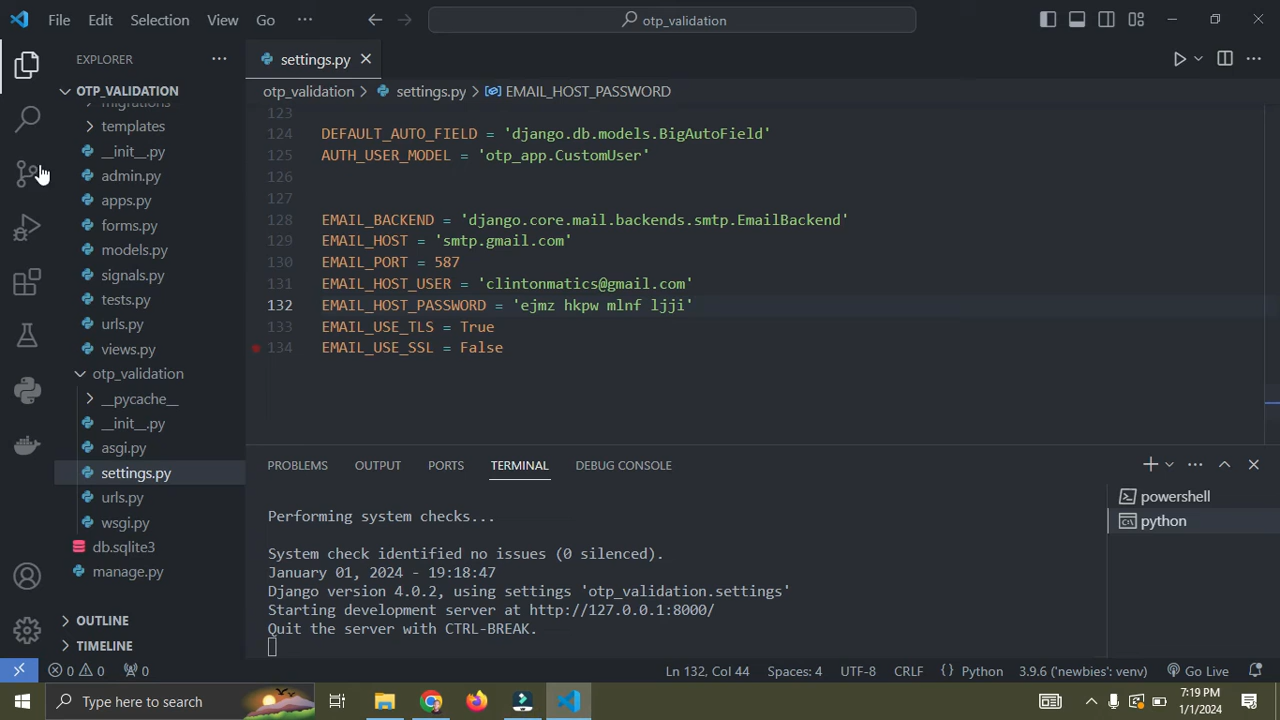 File Edit Selection View Go ··· otp_validation
EXPLORER ···
settings.py
OTP_VALIDATION
otp_validation > settings.py > EMAIL_HOST_PASSWORD
migrations
templates
__init__.py
admin.py
apps.py
forms.py
models.py
signals.py
tests.py
urls.py
views.py
otp_validation
__pycache__
__init__.py
asgi.py
settings.py
urls.py
wsgi.py
db.sqlite3
manage.py
OUTLINE
TIMELINE
123
124 DEFAULT_AUTO_FIELD = 'django.db.models.BigAutoField'
125 AUTH_USER_MODEL = 'otp_app.CustomUser'
126
127
128 EMAIL_BACKEND = 'django.core.mail.backends.smtp.EmailBackend'
129 EMAIL_HOST = 'smtp.gmail.com'
130 EMAIL_PORT = 587
131 EMAIL_HOST_USER = 'clintonmatics@gmail.com'
132 EMAIL_HOST_PASSWORD = 'ejmz hkpw mlnf ljji'
133 EMAIL_USE_TLS = True
134 EMAIL_USE_SSL = False
PROBLEMS OUTPUT PORTS TERMINAL DEBUG CONSOLE
Performing system checks...
System check identified no issues (0 silenced).
January 01, 2024 - 19:18:47
Django version 4.0.2, using settings 'otp_validation.settings'
Starting development server at http://127.0.0.1:8000/
Quit the server with CTRL-BREAK.
powershell
python
0 0 0 Ln 132, Col 44 Spaces: 4 UTF-8 CRLF { } Python 3.9.6 ('newbies': venv) Go Live
Type here to search
7:19 PM
1/1/2024